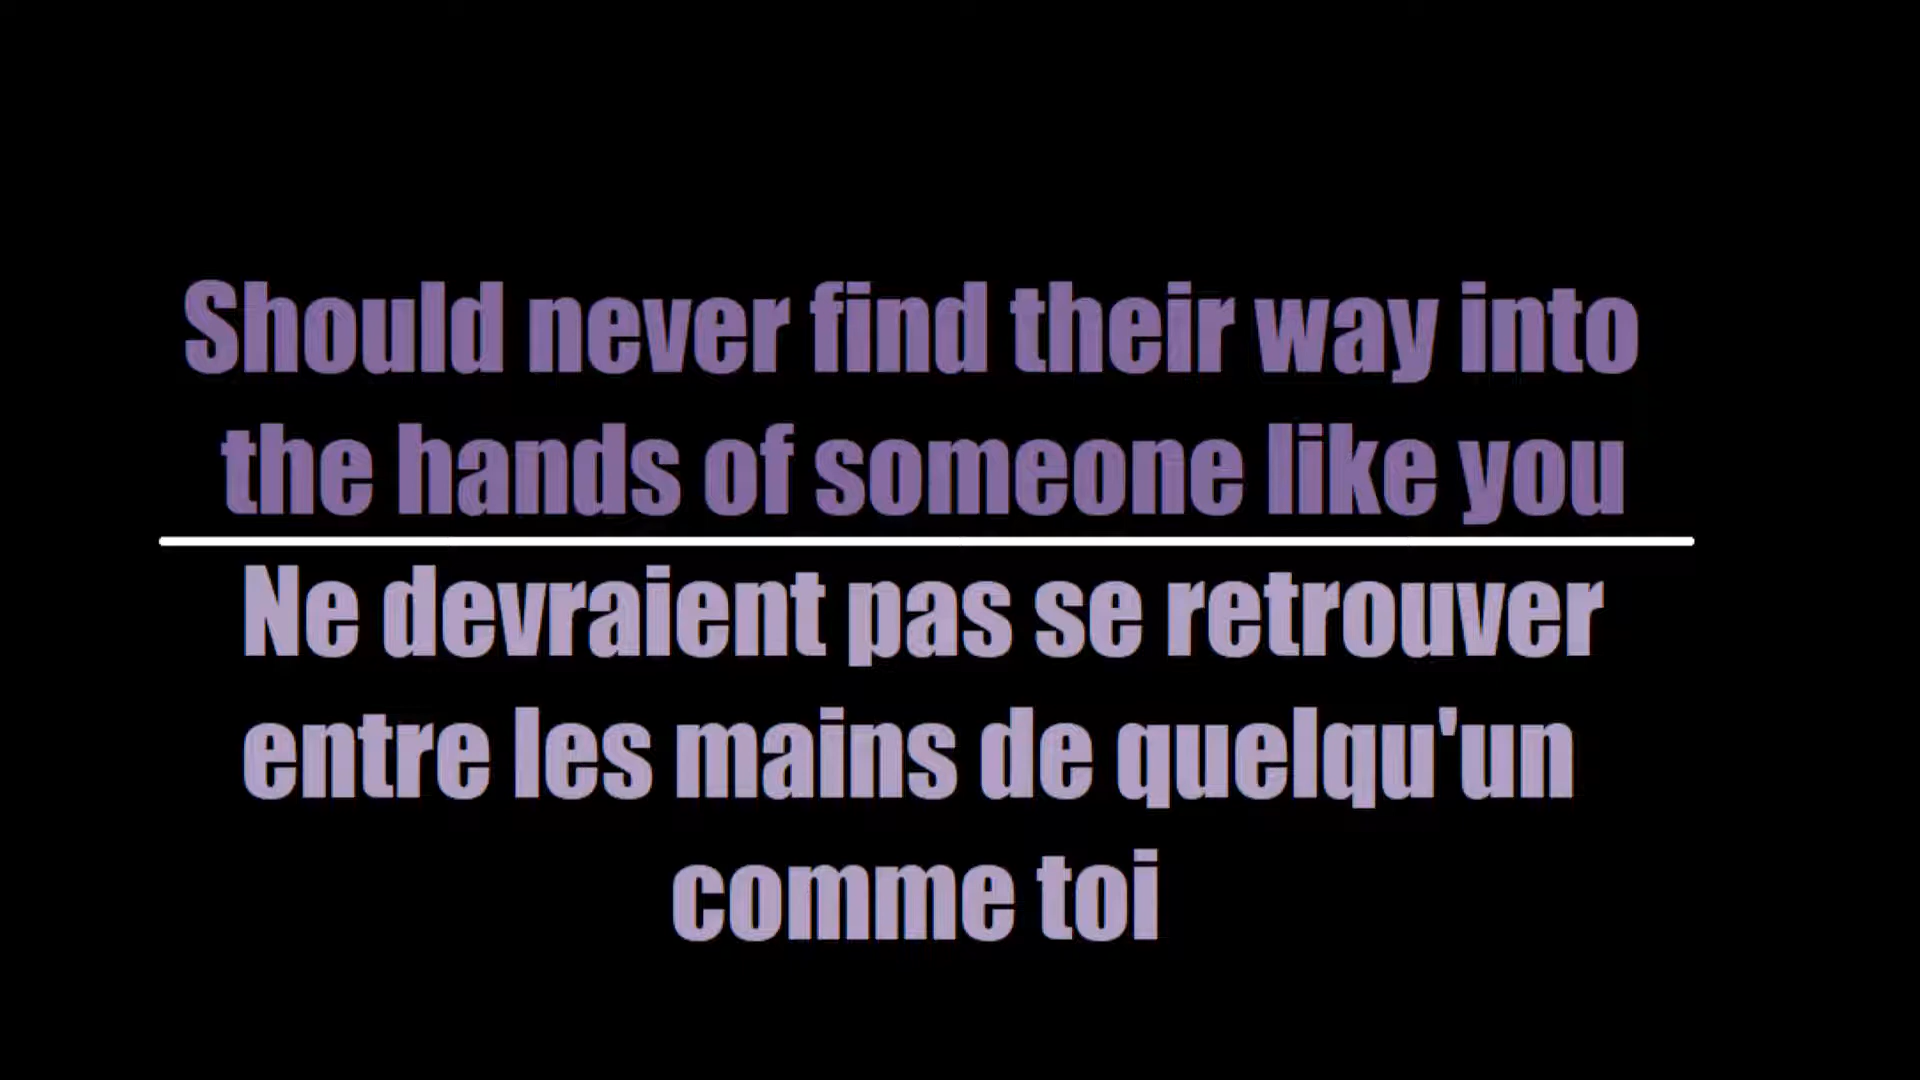 Should never find their way into
the hands of someone like you
Ne devraient pas se retrouver
entre les mains de quelqu'un
comme toi